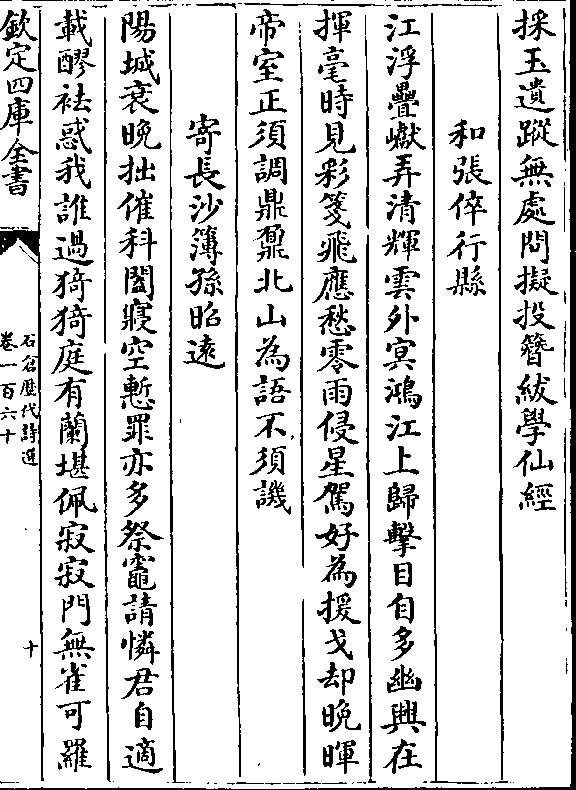 採玉遺蹤無處問擬投簪紱學仙經
和張倅行縣
江浮疊巘弄清輝雲外冥鴻江上歸擊目自多幽興在
揮毫時見彩箋飛應愁零雨侵星駕好為援戈却晚暉
帝室正須調鼎鼐北山為語不須譏
寄長沙簿孫昭遠
陽城衰晚拙催科闔寢空慙罪亦多祭竈請憐君自適
載醪祛惑我誰過猗猗庭有蘭堪佩寂寂門無雀可羅
欽定四庫全書
石倉歴代詩選
卷一百六十
十